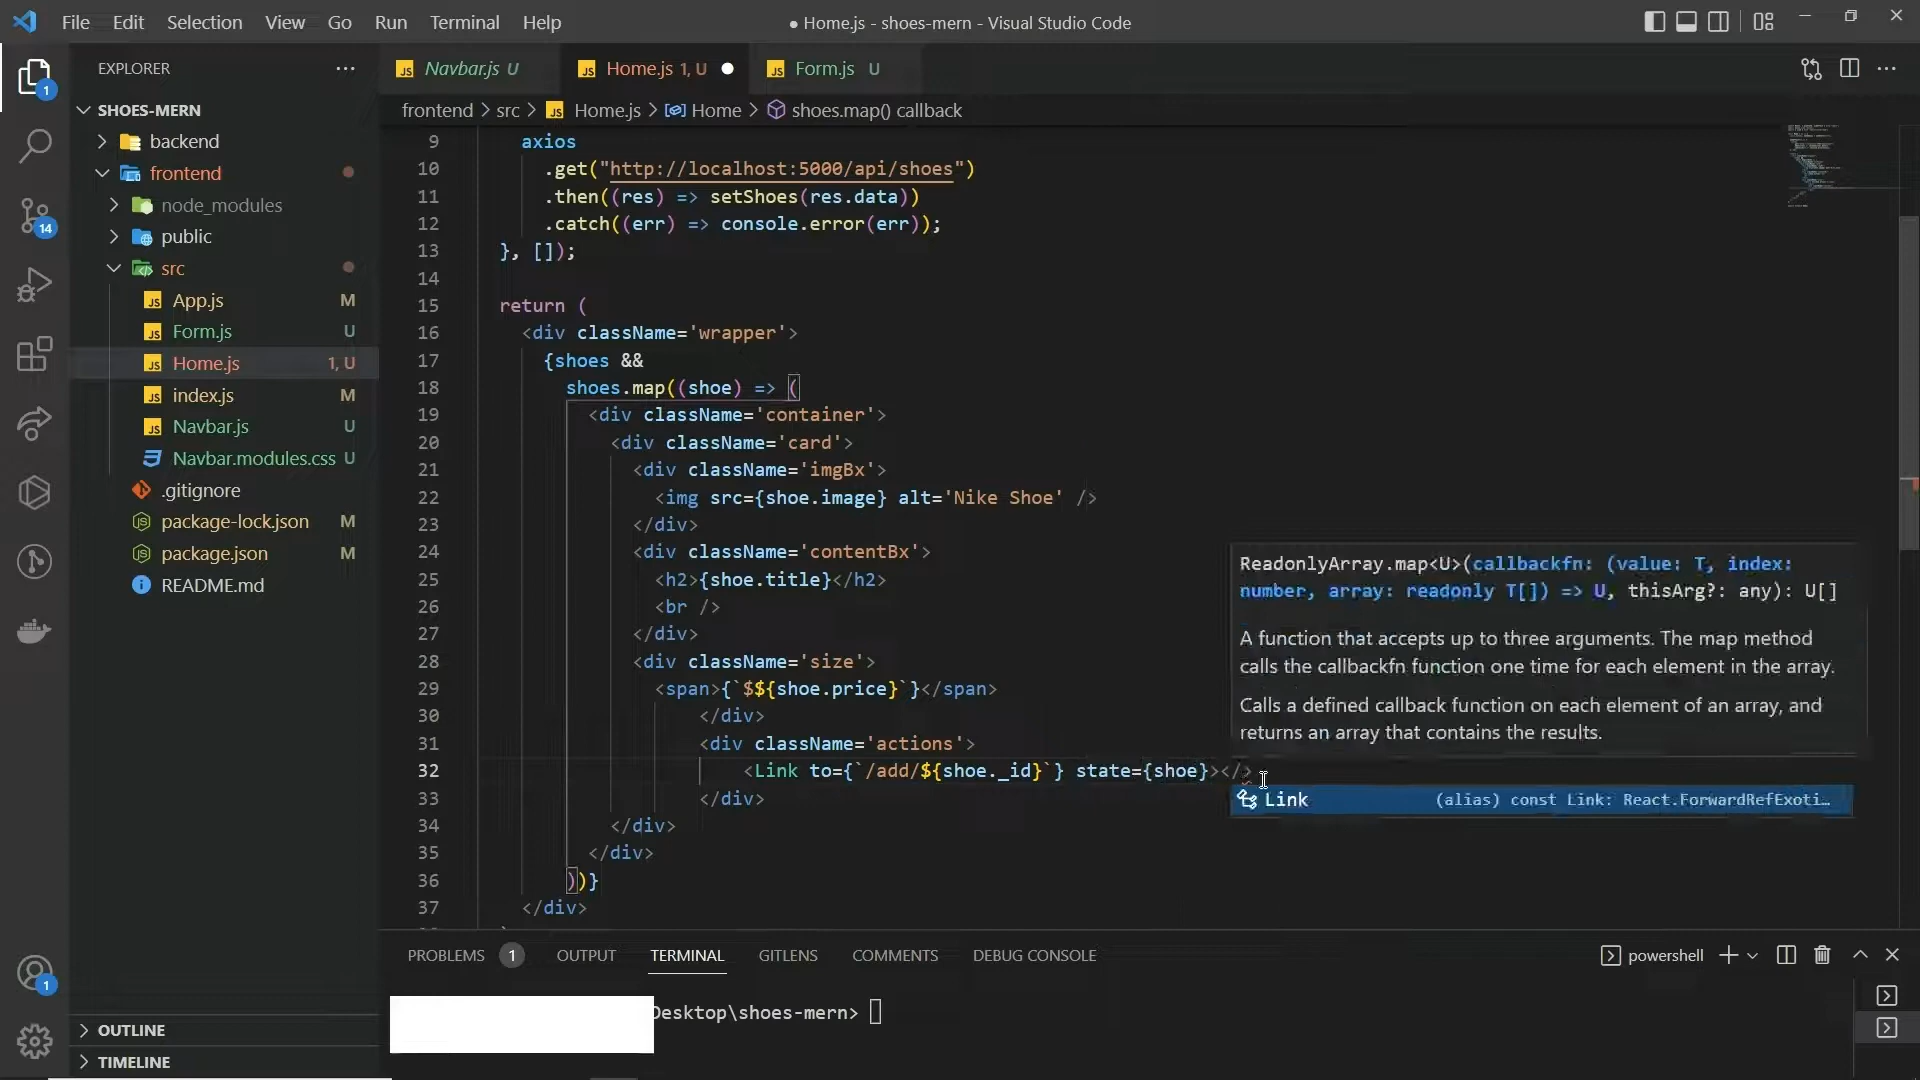 File Edit Selection View Go Run Terminal Help
● Home.js - shoes-mern - Visual Studio Code
EXPLORER
Navbar.js U
Home.js 1, U
Form.js U
1
SHOES-MERN
frontend > src > Home.js > Home > shoes.map() callback
backend
frontend
node_modules
public
14
src
App.js M
Form.js U
Home.js 1, U
index.js M
Navbar.js U
Navbar.modules.css U
.gitignore
package-lock.json M
package.json M
README.md
9 axios
10 .get("http://localhost:5000/api/shoes")
11 .then((res) => setShoes(res.data))
12 .catch((err) => console.error(err));
13 }, []);
14
15 return (
16 <div className='wrapper'>
17 {shoes &&
18 shoes.map((shoe) => (
19 <div className='container'>
20 <div className='card'>
21 <div className='imgBx'>
22 <img src={shoe.image} alt='Nike Shoe' />
23 </div>
24 <div className='contentBx'>
25 <h2>{shoe.title}</h2>
26 <br />
27 </div>
28 <div className='size'>
29 <span>{`$${shoe.price}`}</span>
30 </div>
31 <div className='actions'>
32 <Link to={`/add/${shoe._id}`} state={shoe}></>
33 </div>
34 </div>
35 </div>
36 ))}
37 </div>
ReadonlyArray.map<U>(callbackfn: (value: T, index:
number, array: readonly T[]) => U, thisArg?: any): U[]
A function that accepts up to three arguments. The map method
calls the callbackfn function one time for each element in the array.
Calls a defined callback function on each element of an array, and
returns an array that contains the results.
Link (alias) const Link: React.ForwardRefExoti…
PROBLEMS 1 OUTPUT TERMINAL GITLENS COMMENTS DEBUG CONSOLE
powershell
1
Desktop\shoes-mern>
OUTLINE
TIMELINE